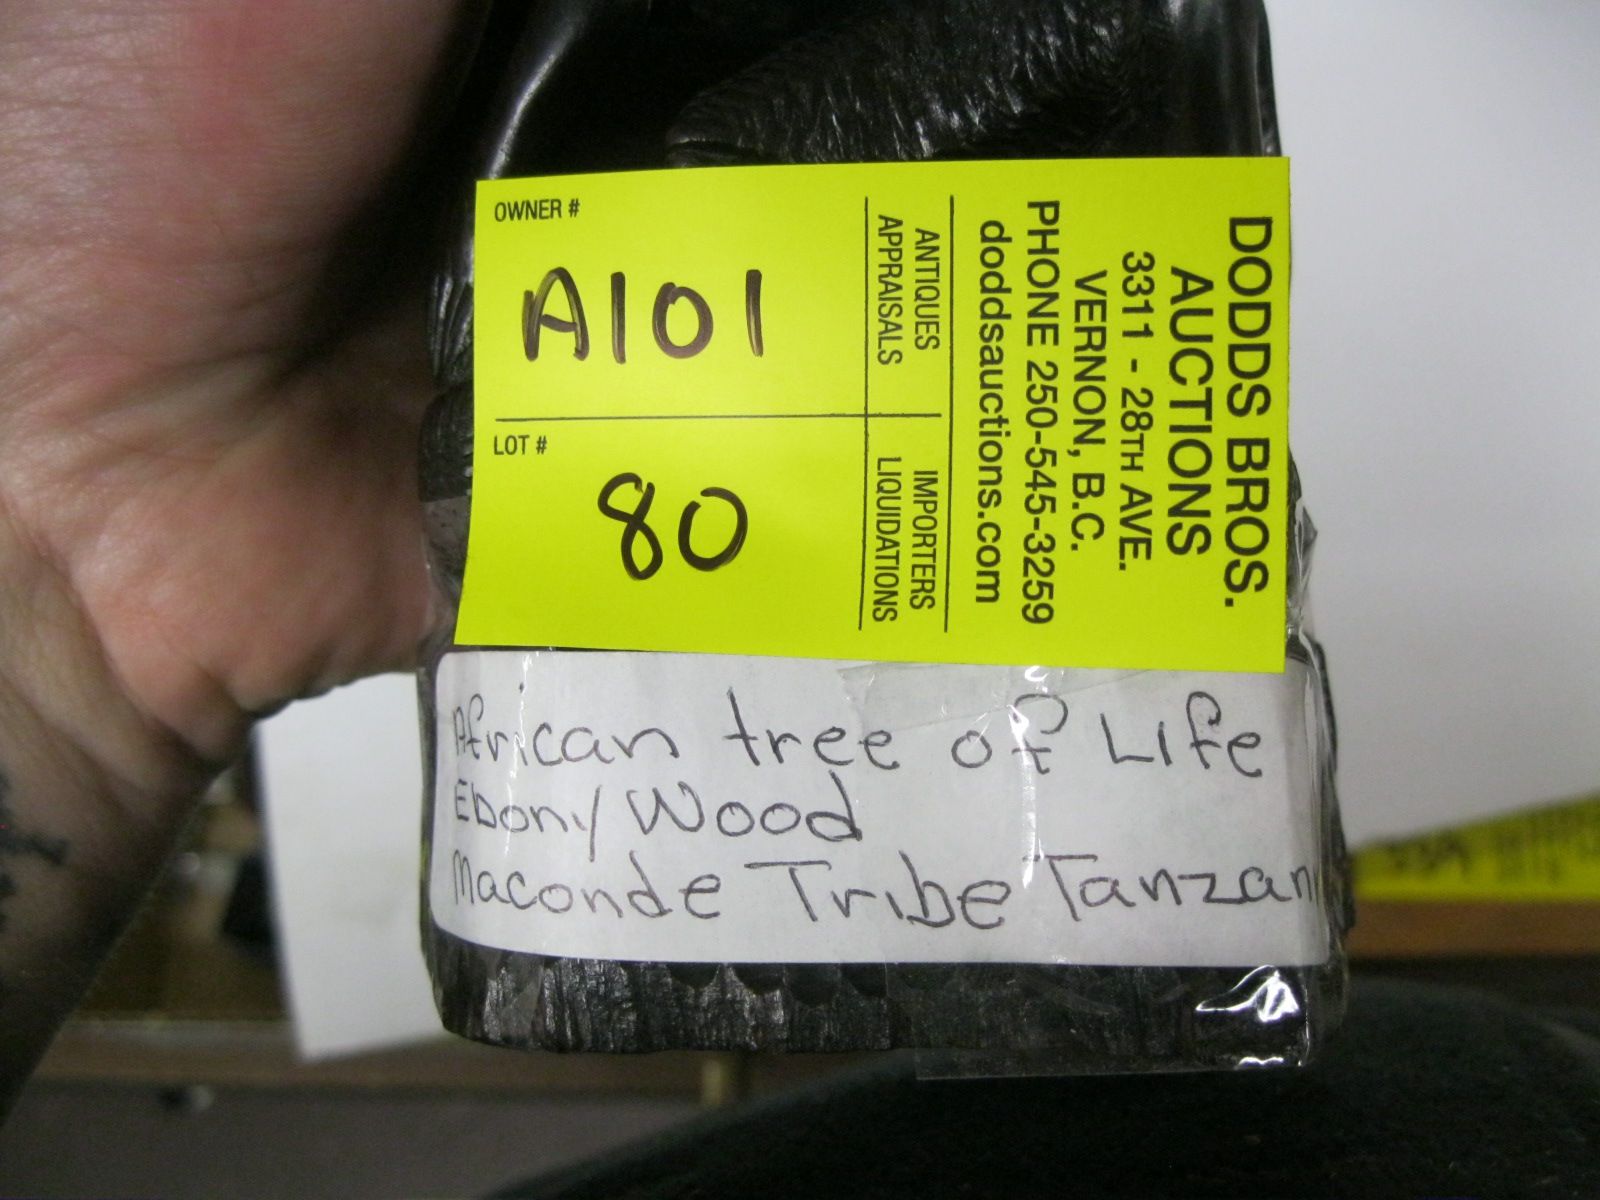 OWNER #
A101
LOT #
80
ANTIQUES
APPRAISALS
IMPORTERS
LIQUIDATIONS
DODDS BROS.
AUCTIONS
3311 - 28TH AVE.
VERNON, B.C.
PHONE 250-545-3259
doddsauctions.com
African tree of Life
Ebony Wood
Maconde Tribe Tanzan